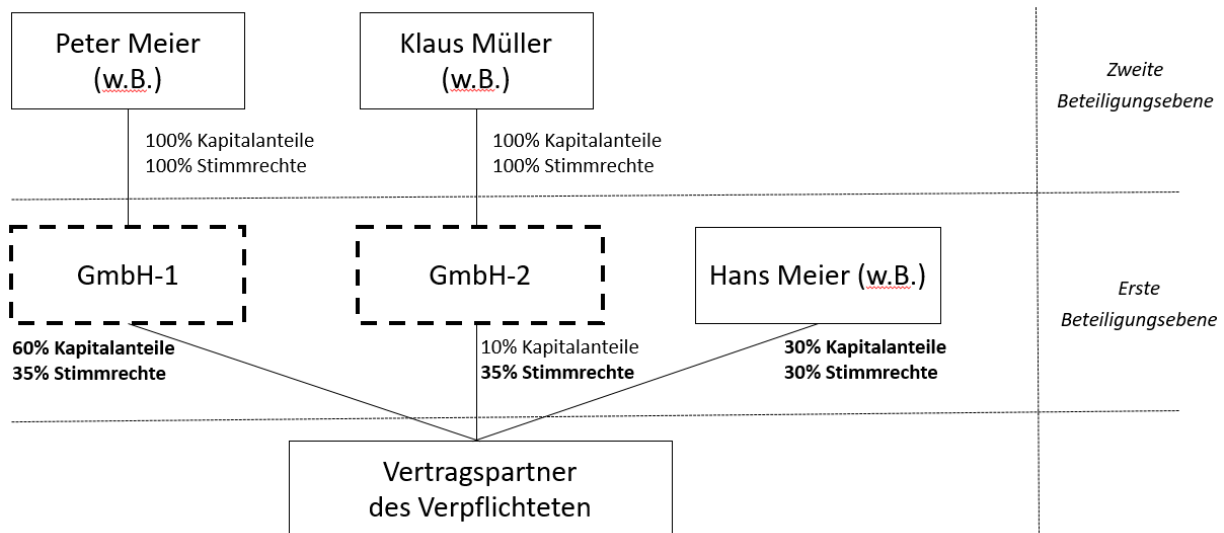 Peter Meier
(w.B.)
Klaus Müller
(w.B.)
Zweite
Beteiligungsebene
100% Kapitalanteile
100% Stimmrechte
100% Kapitalanteile
100% Stimmrechte
GmbH-1
GmbH-2
Hans Meier (w.B.)
Erste
Beteiligungsebene
60% Kapitalanteile
35% Stimmrechte
10% Kapitalanteile
35% Stimmrechte
30% Kapitalanteile
30% Stimmrechte
Vertragspartner
des Verpflichteten